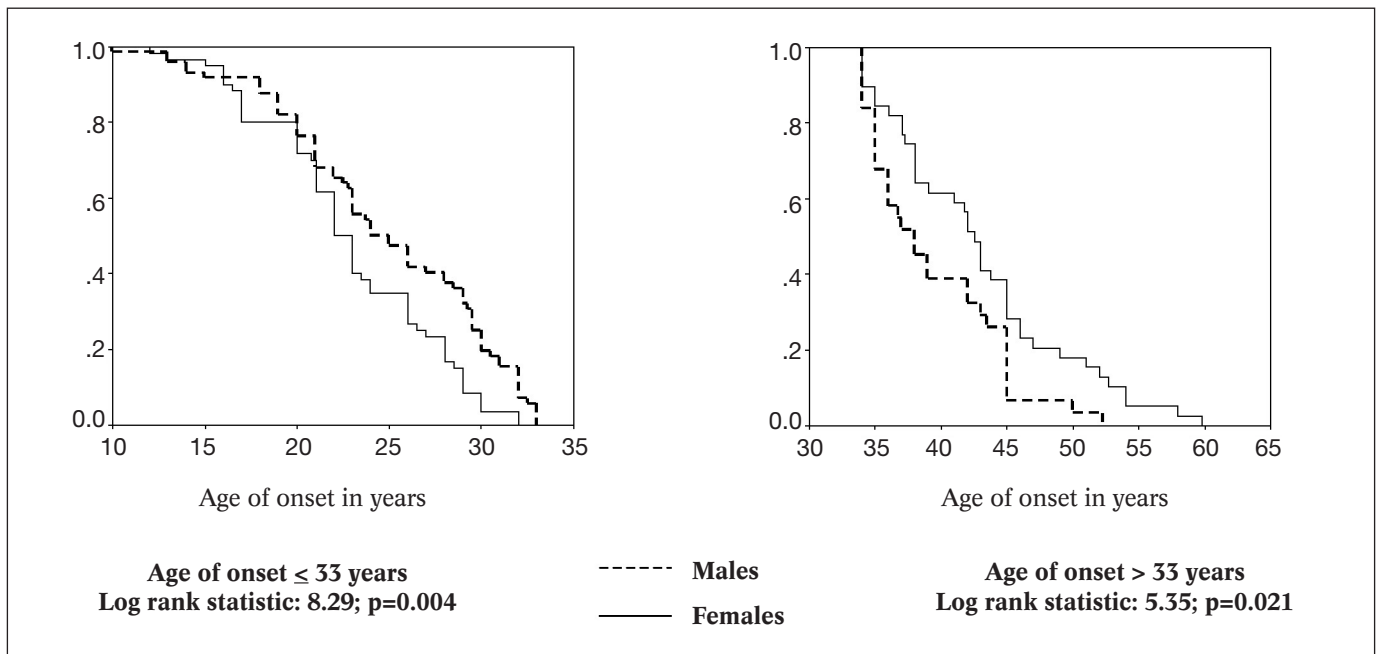 1.0
.8
.6
.4
.2
0.0
10 15 20 25 30 35
Age of onset in years
1.0
.8
.6
.4
.2
0.0
30 35 40 45 50 55 60 65
Age of onset in years
Age of onset ≤ 33 years
Log rank statistic: 8.29; p=0.004
Males
Females
Age of onset > 33 years
Log rank statistic: 5.35; p=0.021